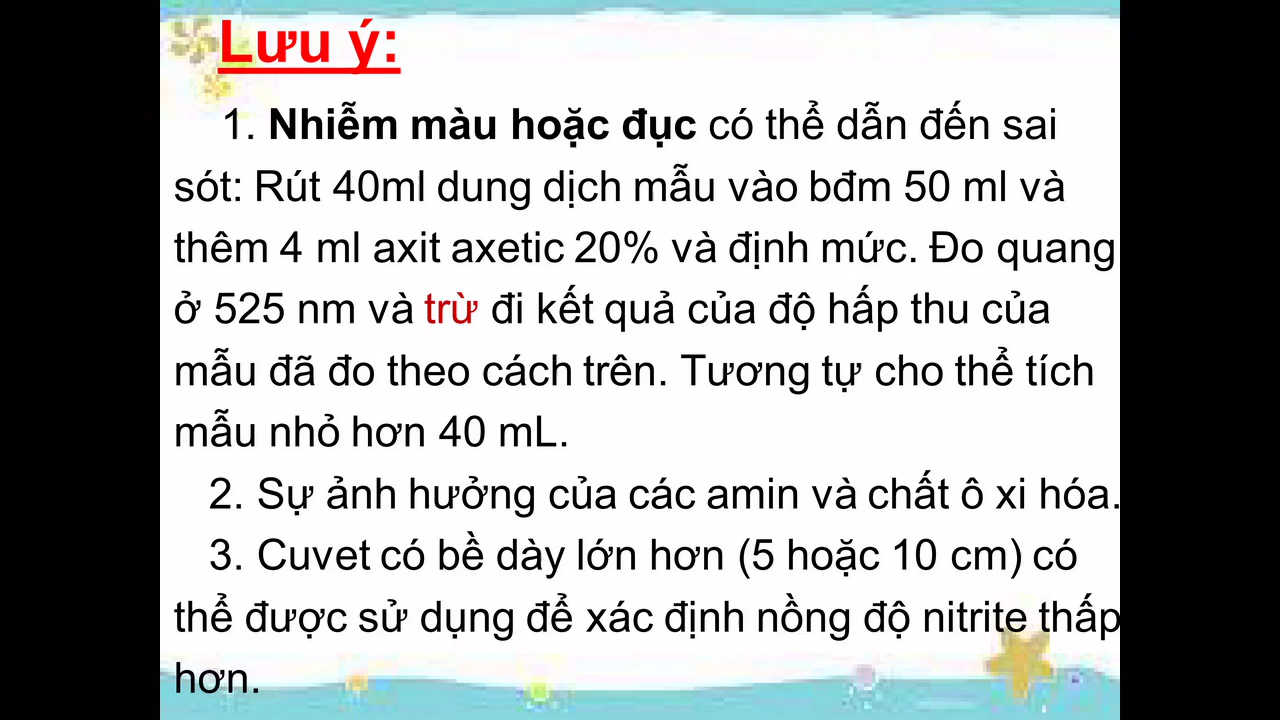 Lưu ý:
1. Nhiễm màu hoặc đục có thể dẫn đến sai
sót: Rút 40ml dung dịch mẫu vào bđm 50 ml và
thêm 4 ml axit axetic 20% và định mức. Đo quang
ở 525 nm và trừ đi kết quả của độ hấp thu của
mẫu đã đo theo cách trên. Tương tự cho thể tích
mẫu nhỏ hơn 40 mL.
2. Sự ảnh hưởng của các amin và chất ô xi hóa.
3. Cuvet có bề dày lớn hơn (5 hoặc 10 cm) có
thể được sử dụng để xác định nồng độ nitrite thấp
hơn.